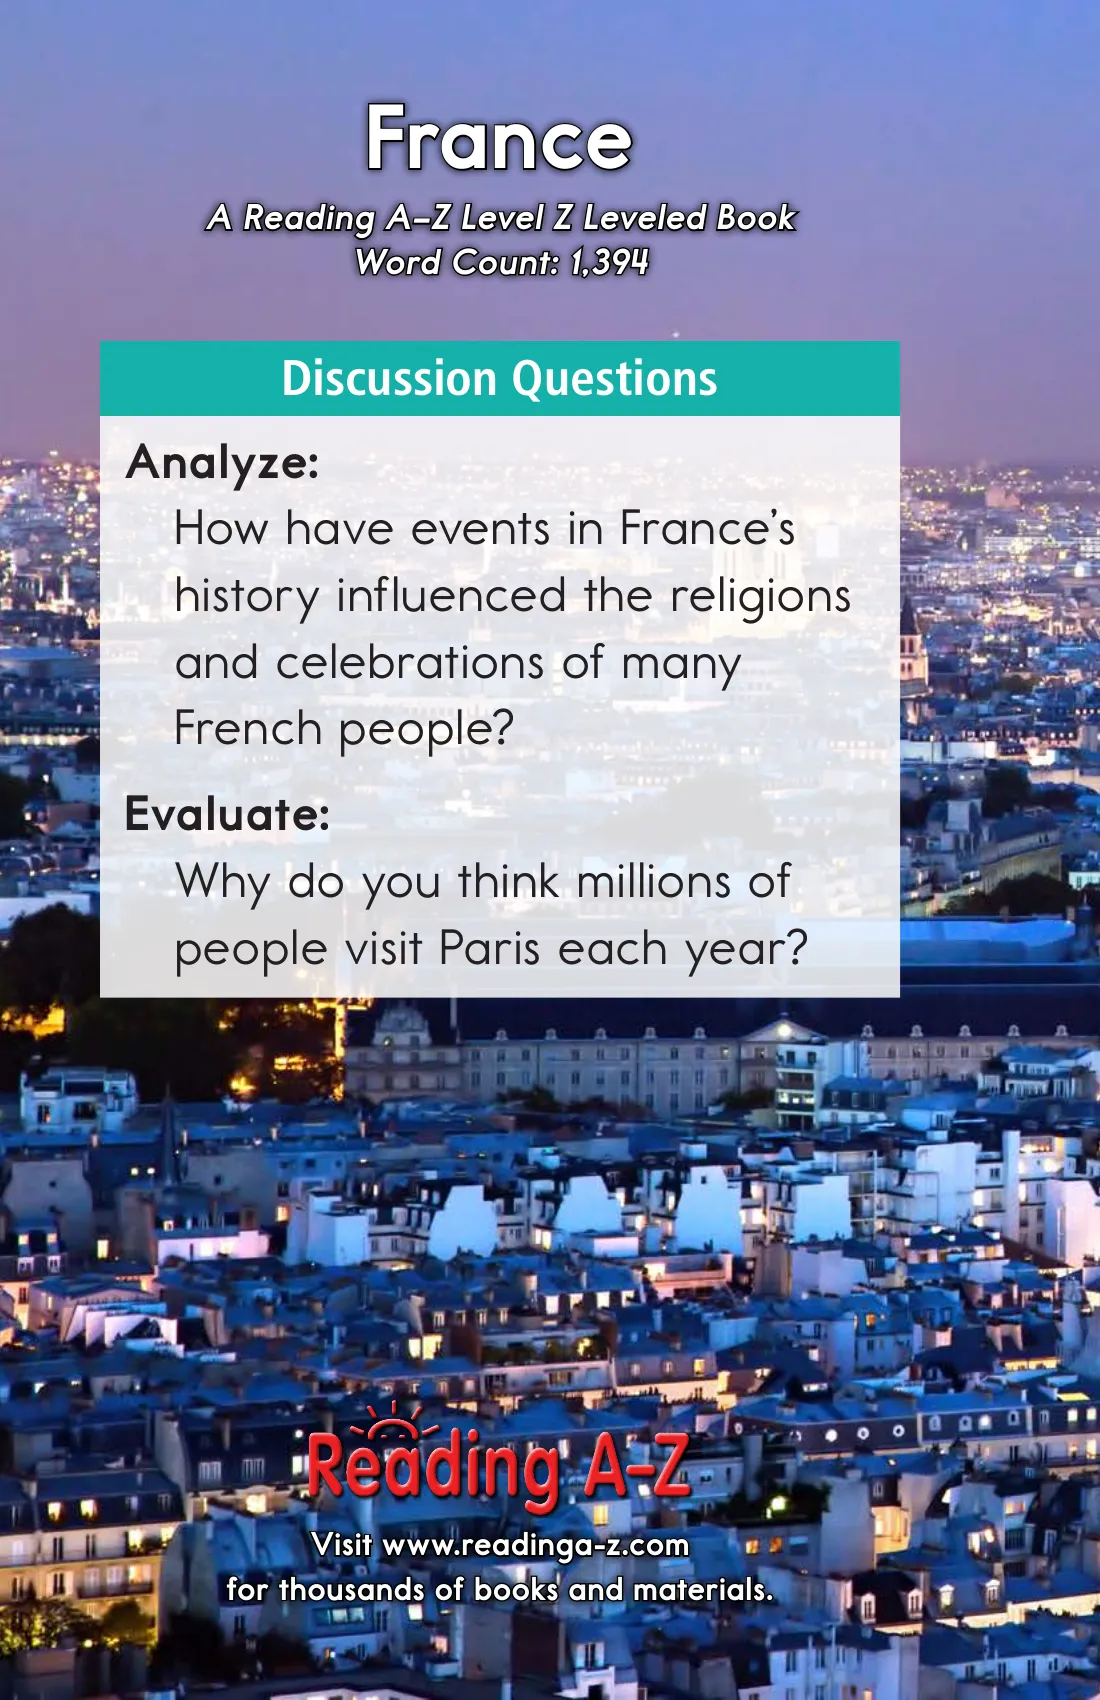 France
A Reading A–Z Level Z Leveled Book
Word Count: 1,394
Discussion Questions
Analyze:
How have events in France’s
history influenced the religions
and celebrations of many
French people?
Evaluate:
Why do you think millions of
people visit Paris each year?
Reading A–Z
Visit www.readinga-z.com
for thousands of books and materials.